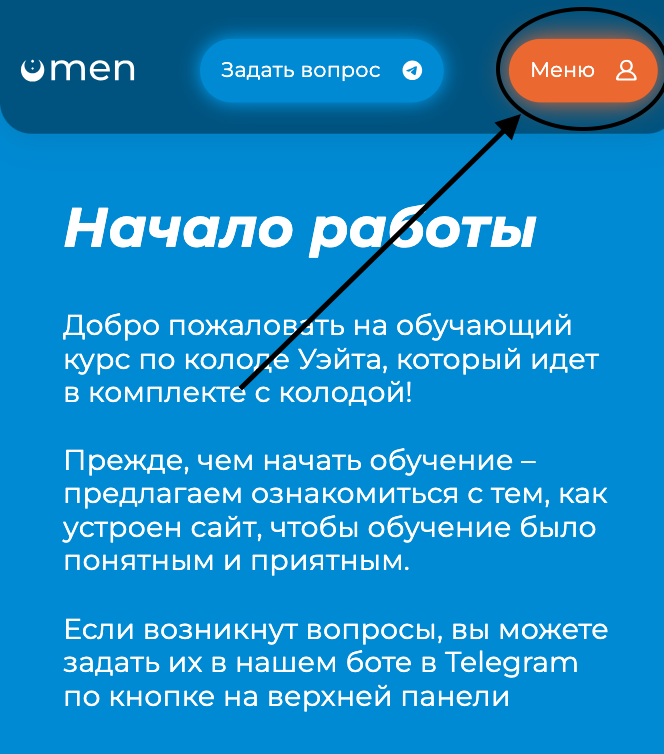 omen
Задать вопрос
Меню
Начало работы
Добро пожаловать на обучающий
курс по колоде Уэйта, который идет
в комплекте с колодой!
Прежде, чем начать обучение –
предлагаем ознакомиться с тем, как
устроен сайт, чтобы обучение было
понятным и приятным.
Если возникнут вопросы, вы можете
задать их в нашем боте в Telegram
по кнопке на верхней панели